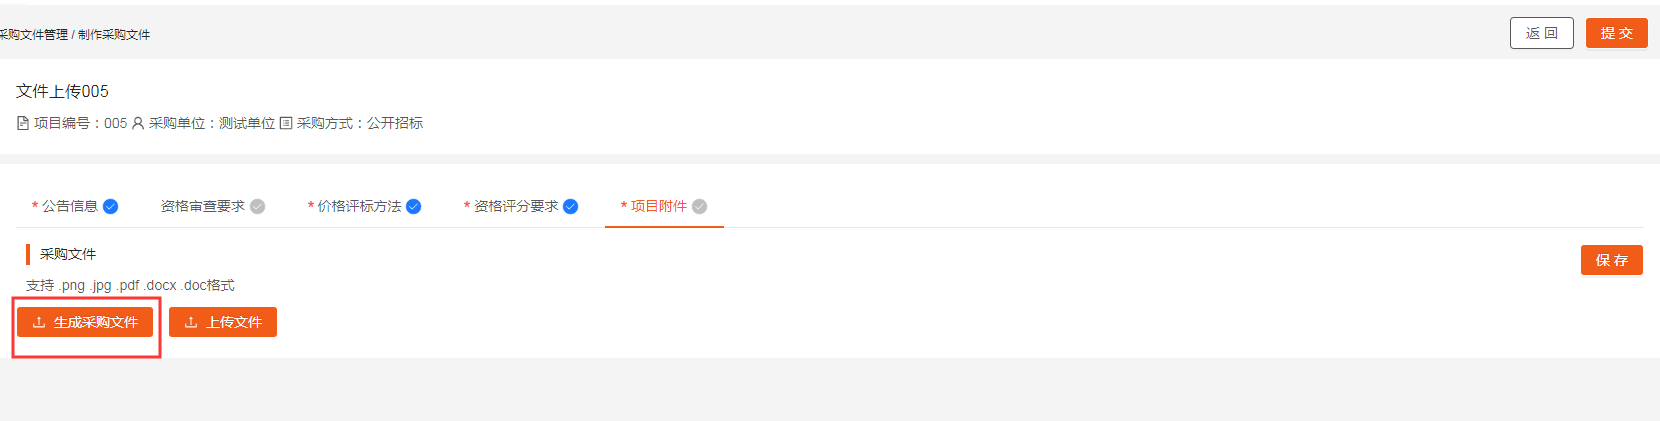 采购文件管理 / 制作采购文件
返 回
提 交
文件上传005
项目编号：005 采购单位：测试单位 采购方式：公开招标
* 公告信息 资格审查要求 * 价格评标方法 * 资格评分要求 * 项目附件
采购文件
保 存
支持 .png .jpg .pdf .docx .doc格式
生成采购文件 上传文件